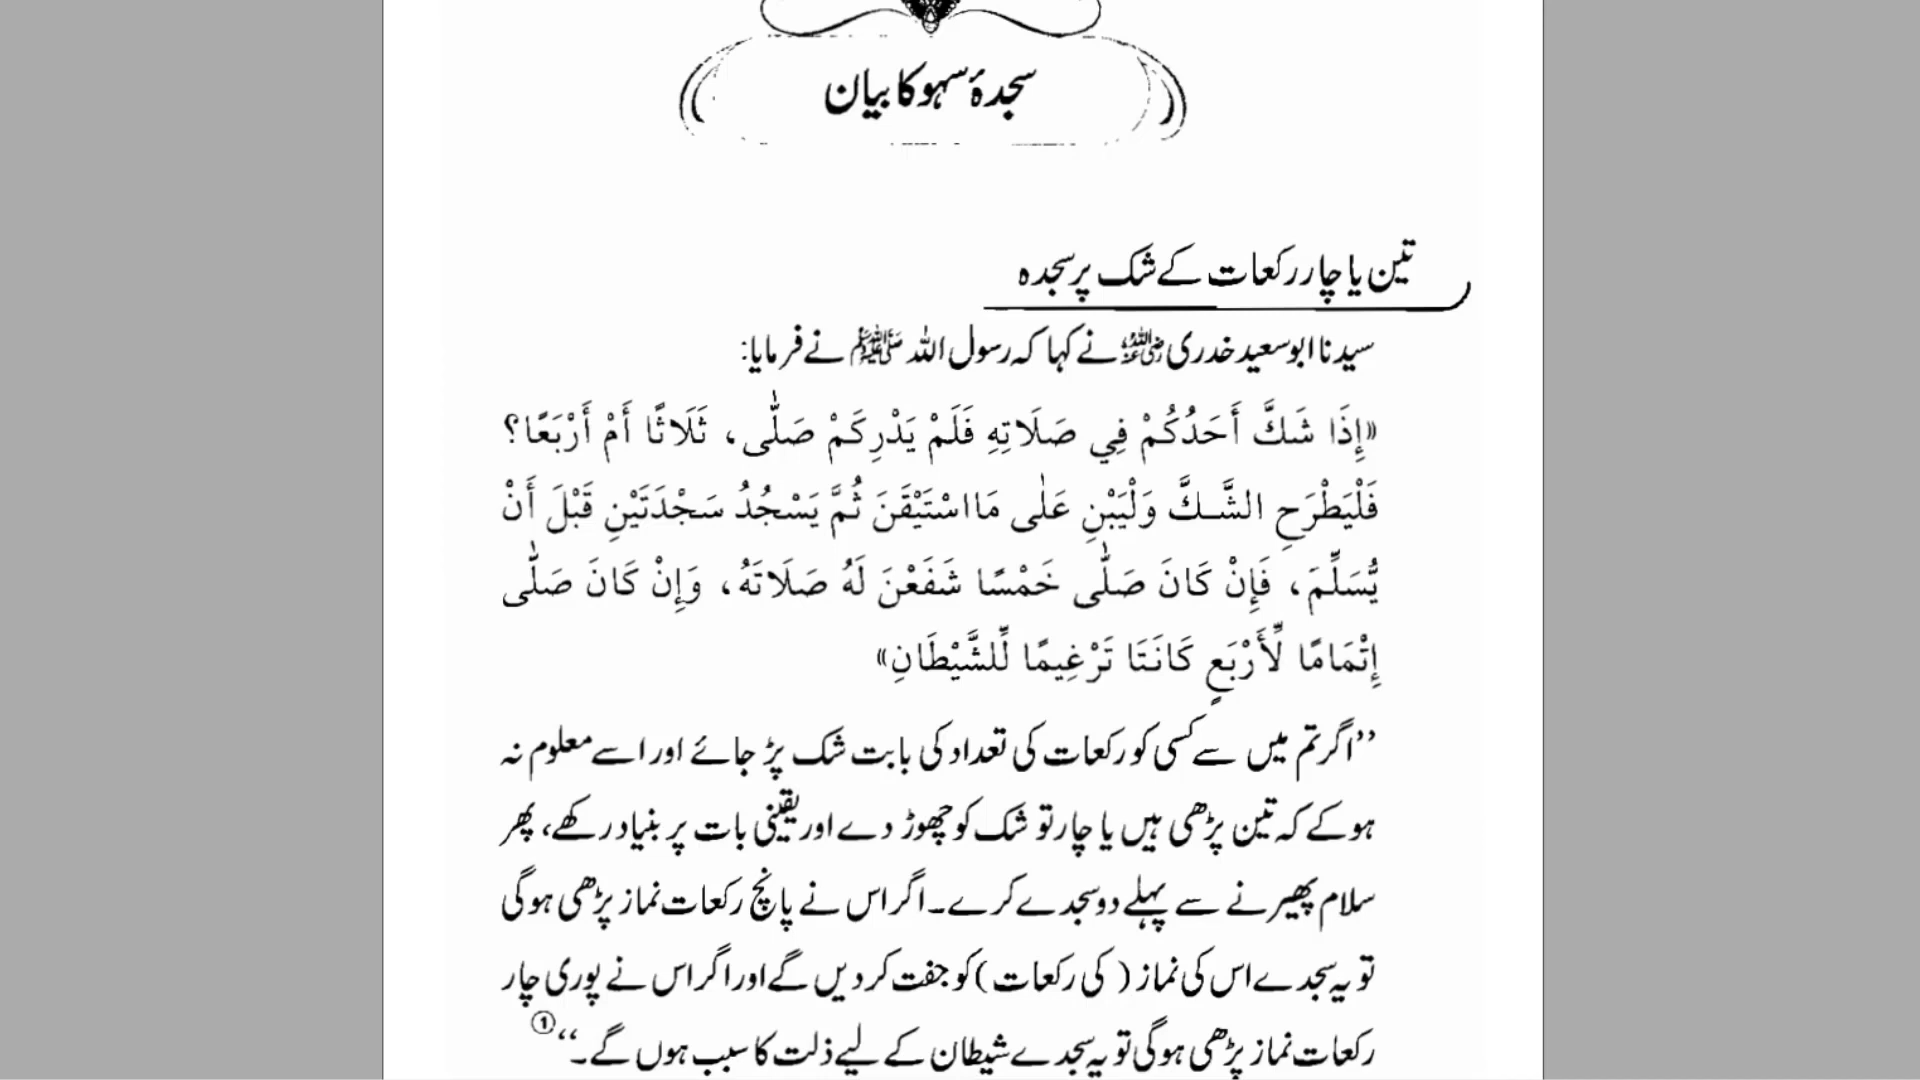 سجدۂ سہو کا بیان
تین یا چار رکعات کے شک پر سجدہ
سیدنا ابو سعید خدری رضی اللہ عنہ نے کہا کہ رسول اللہ ﷺ نے فرمایا:
«إِذَا شَكَّ أَحَدُكُمْ فِي صَلَاتِهِ فَلَمْ يَدْرِكَمْ صَلّٰى، ثَلَاثًا أَمْ أَرْبَعًا؟
فَلْيَطْرَحِ الشَّكَّ وَلْيَبْنِ عَلٰى مَا اسْتَيْقَنَ ثُمَّ يَسْجُدُ سَجْدَتَيْنِ قَبْلَ أَنْ
يُّسَلِّمَ، فَإِنْ كَانَ صَلّٰى خَمْسًا شَفَعْنَ لَهُ صَلَاتَهُ، وَإِنْ كَانَ صَلّٰى
إِتْمَامًا لِّأَرْبَعٍ كَانَتَا تَرْغِيمًا لِّلشَّيْطَانِ»
’’اگر تم میں سے کسی کو رکعات کی تعداد کی بابت شک پڑ جائے اور اسے معلوم نہ
ہو کے کہ تین پڑھی ہیں یا چار تو شک کو چھوڑ دے اور یقینی بات پر بنیاد رکھے، پھر
سلام پھیرنے سے پہلے دو سجدے کرے۔ اگر اس نے پانچ رکعات نماز پڑھی ہوگی
تو یہ سجدے اس کی نماز (کی رکعات) کو جفت کر دیں گے اور اگر اس نے پوری چار
رکعات نماز پڑھی ہوگی تو یہ سجدے شیطان کے لیے ذلت کا سبب ہوں گے۔‘‘ ①